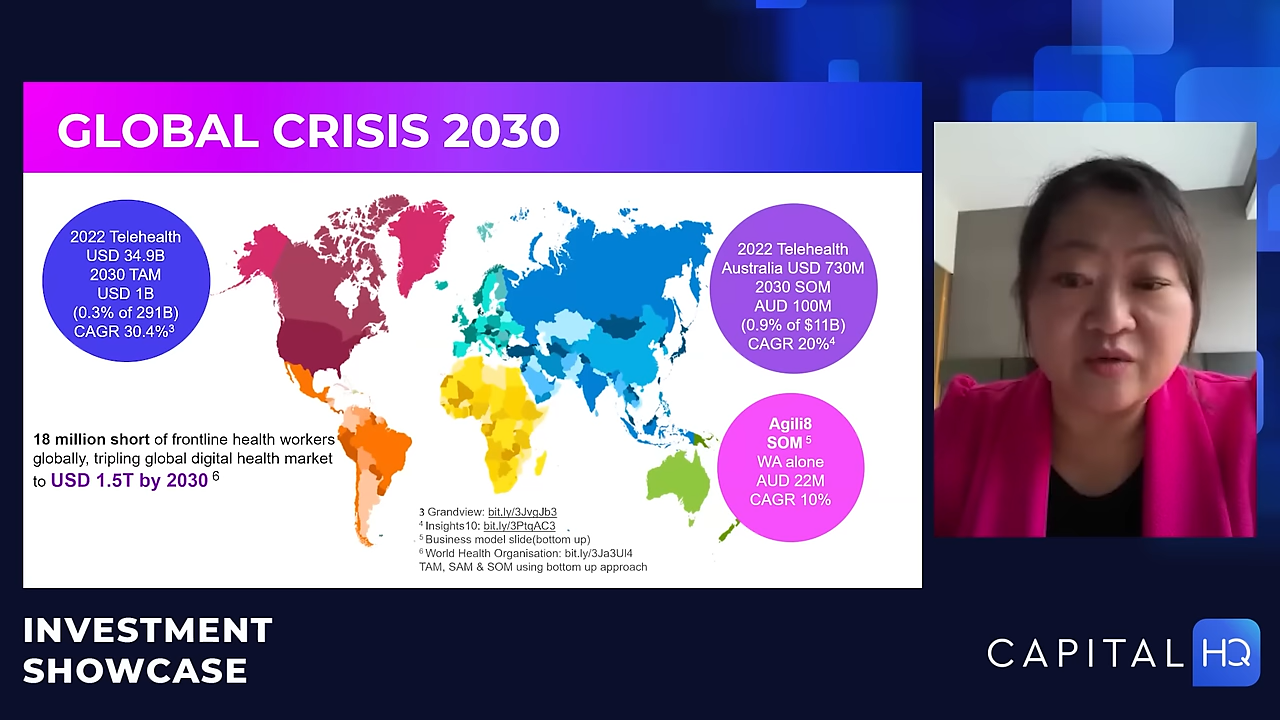 GLOBAL CRISIS 2030
2022 Telehealth
USD 34.9B
2030 TAM
USD 1B
(0.3% of 291B)
CAGR 30.4%³
2022 Telehealth
Australia USD 730M
2030 SOM
AUD 100M
(0.9% of $11B)
CAGR 20%⁴
18 million short of frontline health workers
globally, tripling global digital health market
to USD 1.5T by 2030 ⁶
Agili8
SOM ⁵
WA alone
AUD 22M
CAGR 10%
3 Grandview: bit.ly/3JvgJb3
⁴ Insights10: bit.ly/3PtqAC3
⁵ Business model slide(bottom up)
⁶ World Health Organisation: bit.ly/3Ja3Ul4
TAM, SAM & SOM using bottom up approach
INVESTMENT
SHOWCASE
CAPITAL HQ